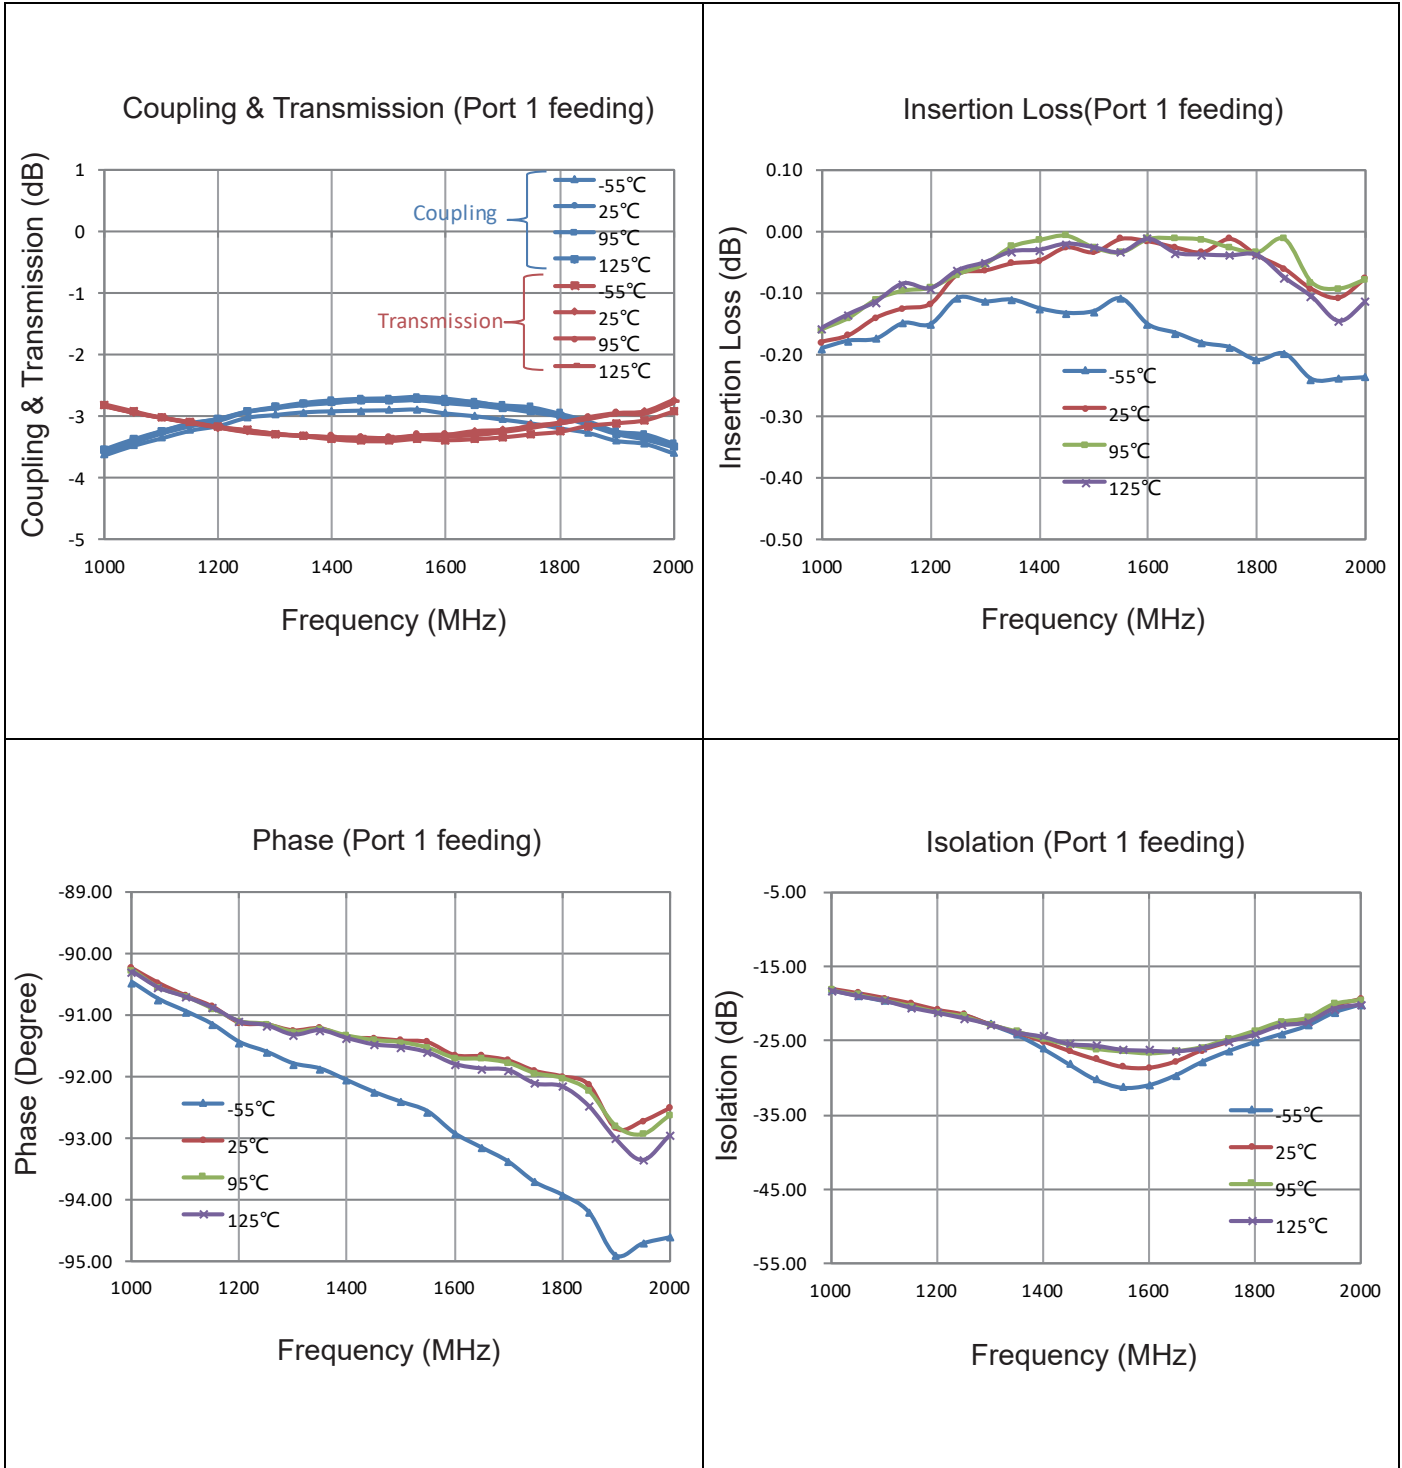 Coupling & Transmission (Port 1 feeding)
Coupling & Transmission (dB)
1
0
-1
-2
-3
-4
-5
Coupling
-55℃
25℃
95℃
125℃
Transmission
-55℃
25℃
95℃
125℃
1000 1200 1400 1600 1800 2000
Frequency (MHz)
Insertion Loss(Port 1 feeding)
Insertion Loss (dB)
0.10
0.00
-0.10
-0.20
-0.30
-0.40
-0.50
-55℃
25℃
95℃
125℃
1000 1200 1400 1600 1800 2000
Frequency (MHz)
Phase (Port 1 feeding)
Phase (Degree)
-89.00
-90.00
-91.00
-92.00
-93.00
-94.00
-95.00
-55℃
25℃
95℃
125℃
1000 1200 1400 1600 1800 2000
Frequency (MHz)
Isolation (Port 1 feeding)
Isolation (dB)
-5.00
-15.00
-25.00
-35.00
-45.00
-55.00
-55℃
25℃
95℃
125℃
1000 1200 1400 1600 1800 2000
Frequency (MHz)